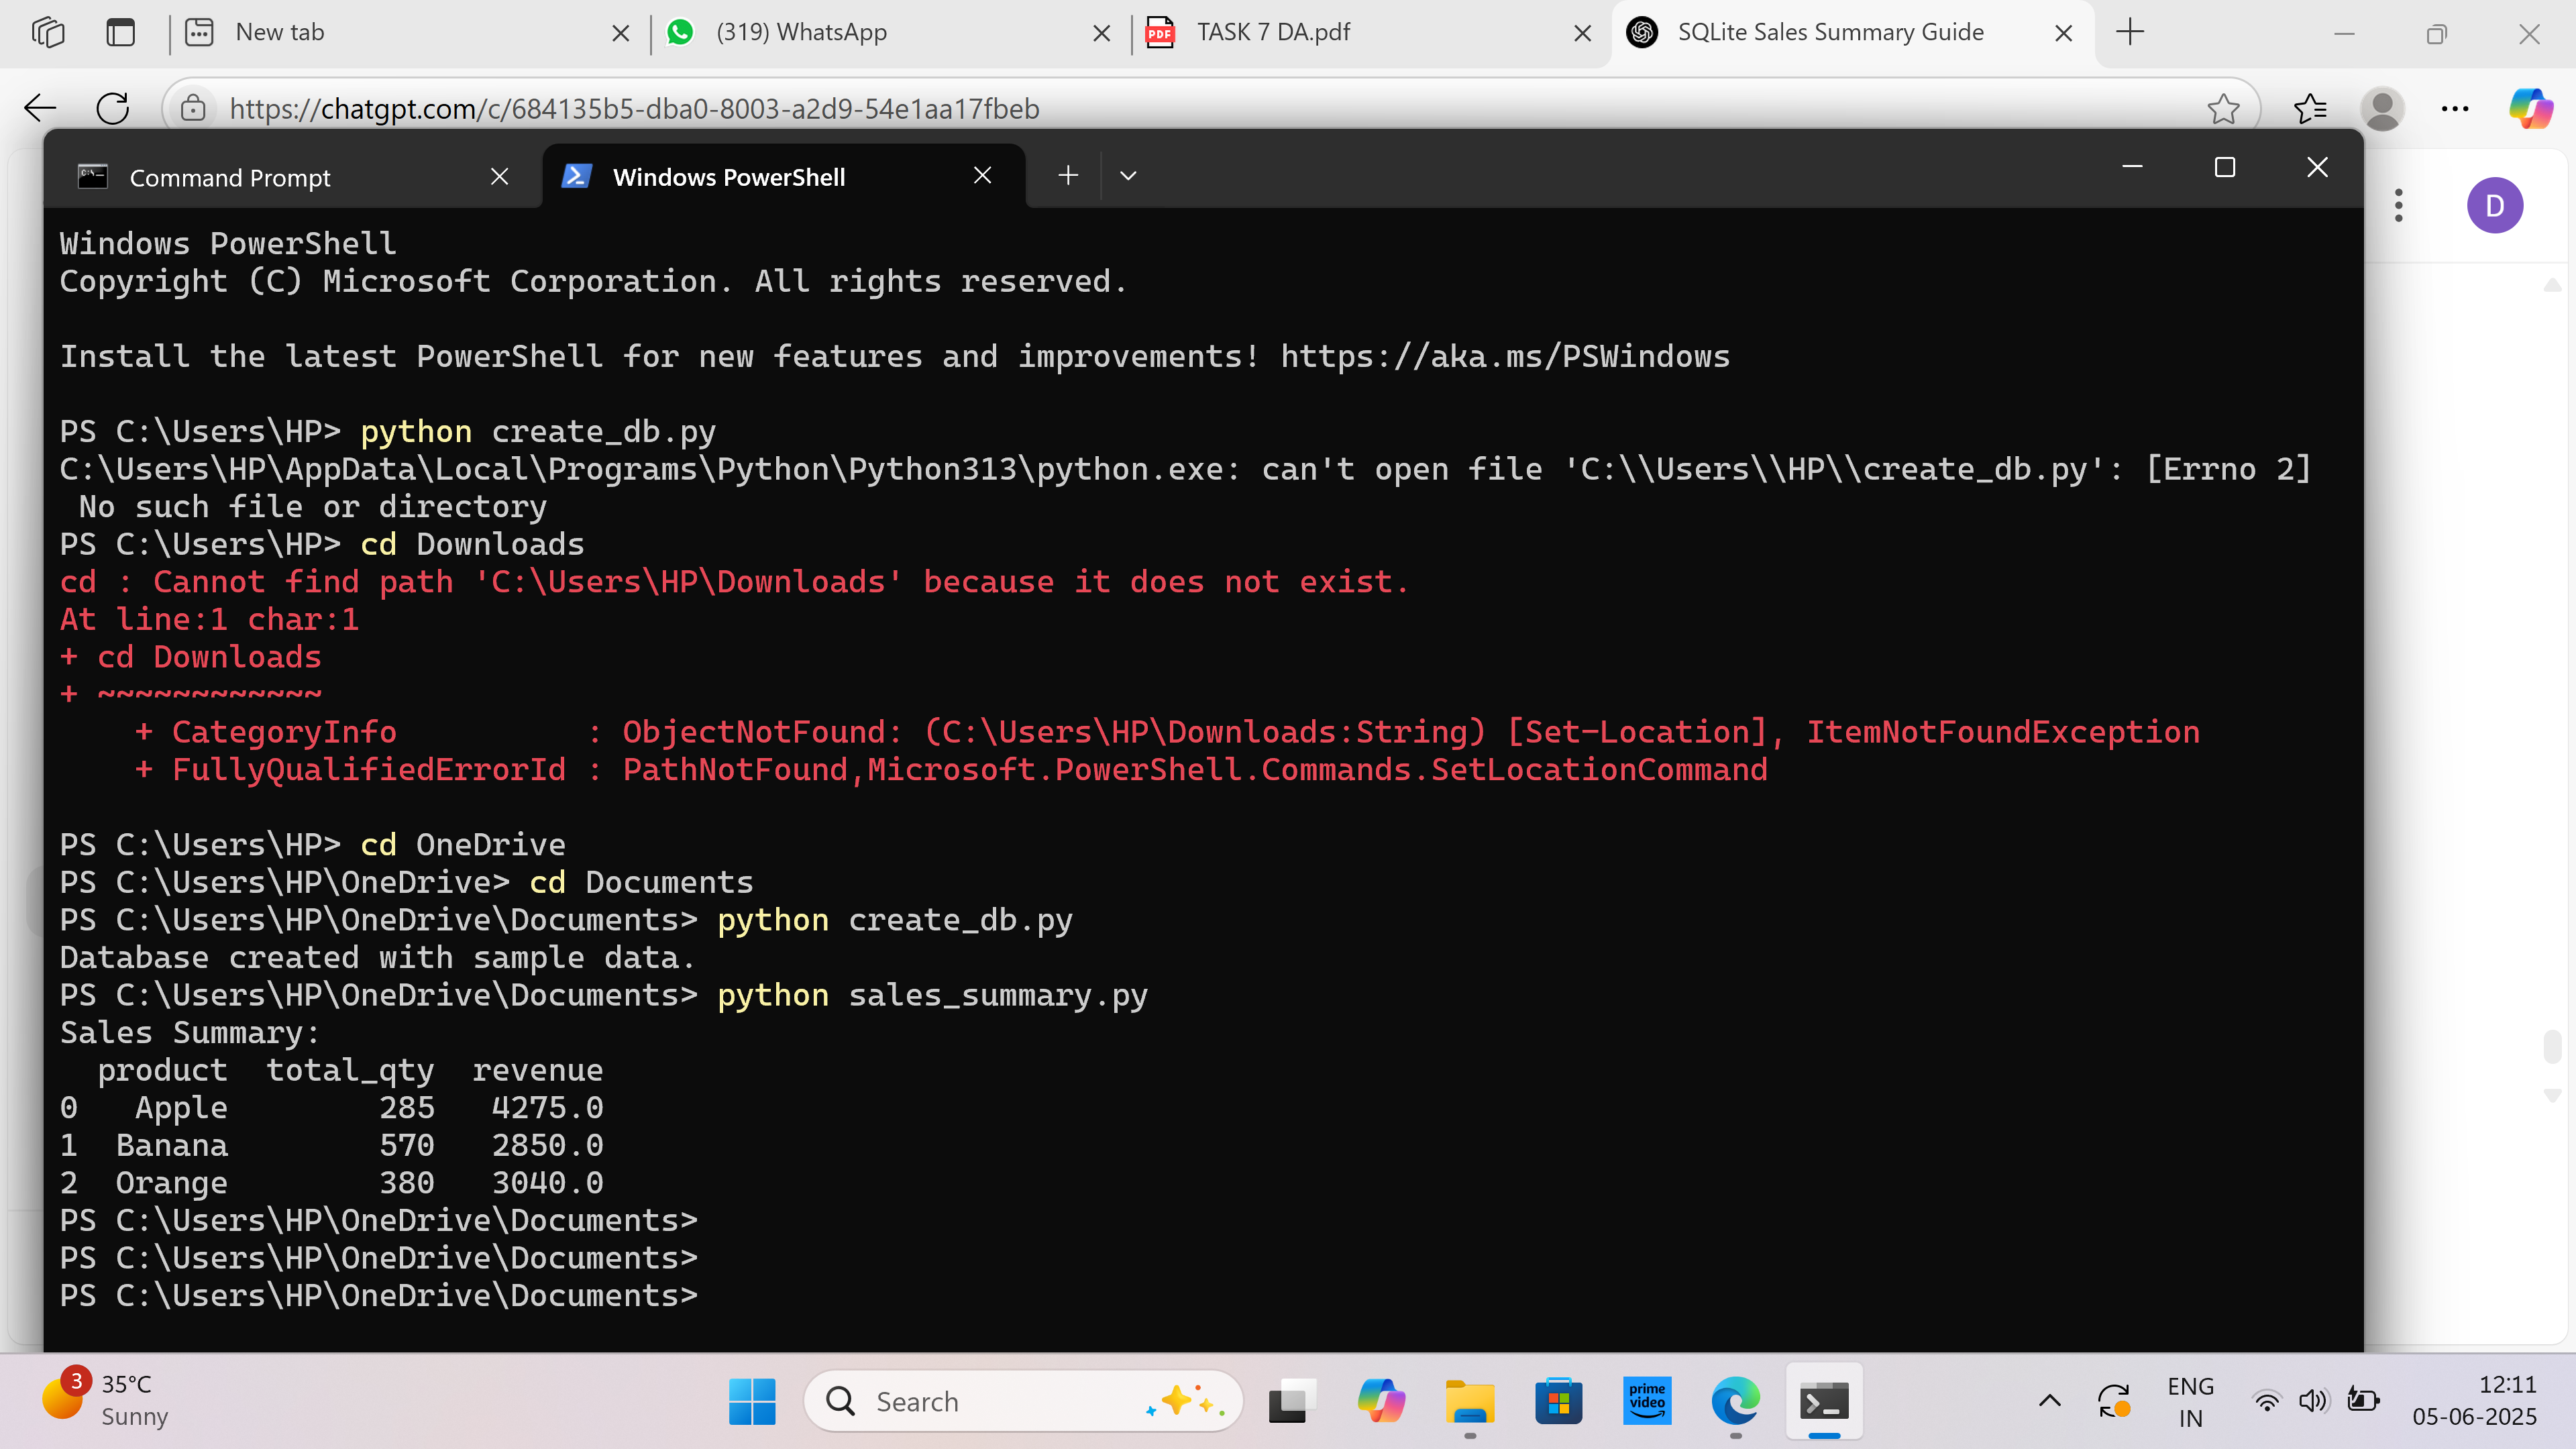 New tab
(319) WhatsApp
PDF
TASK 7 DA.pdf
SQLite Sales Summary Guide
https://chatgpt.com/c/684135b5-dba0-8003-a2d9-54e1aa17fbeb
Command Prompt
Windows PowerShell
D
Windows PowerShell
Copyright (C) Microsoft Corporation. All rights reserved.
Install the latest PowerShell for new features and improvements! https://aka.ms/PSWindows
PS C:\Users\HP> python create_db.py
C:\Users\HP\AppData\Local\Programs\Python\Python313\python.exe: can't open file 'C:\\Users\\HP\\create_db.py': [Errno 2]
 No such file or directory
PS C:\Users\HP> cd Downloads
cd : Cannot find path 'C:\Users\HP\Downloads' because it does not exist.
At line:1 char:1
+ cd Downloads
+ ~~~~~~~~~~~~
    + CategoryInfo          : ObjectNotFound: (C:\Users\HP\Downloads:String) [Set-Location], ItemNotFoundException
    + FullyQualifiedErrorId : PathNotFound,Microsoft.PowerShell.Commands.SetLocationCommand
PS C:\Users\HP> cd OneDrive
PS C:\Users\HP\OneDrive> cd Documents
PS C:\Users\HP\OneDrive\Documents> python create_db.py
Database created with sample data.
PS C:\Users\HP\OneDrive\Documents> python sales_summary.py
Sales Summary:
  product  total_qty  revenue
0   Apple        285   4275.0
1  Banana        570   2850.0
2  Orange        380   3040.0
PS C:\Users\HP\OneDrive\Documents>
PS C:\Users\HP\OneDrive\Documents>
PS C:\Users\HP\OneDrive\Documents>
3
35°C
Sunny
Search
prime video
ENG
IN
12:11
05-06-2025